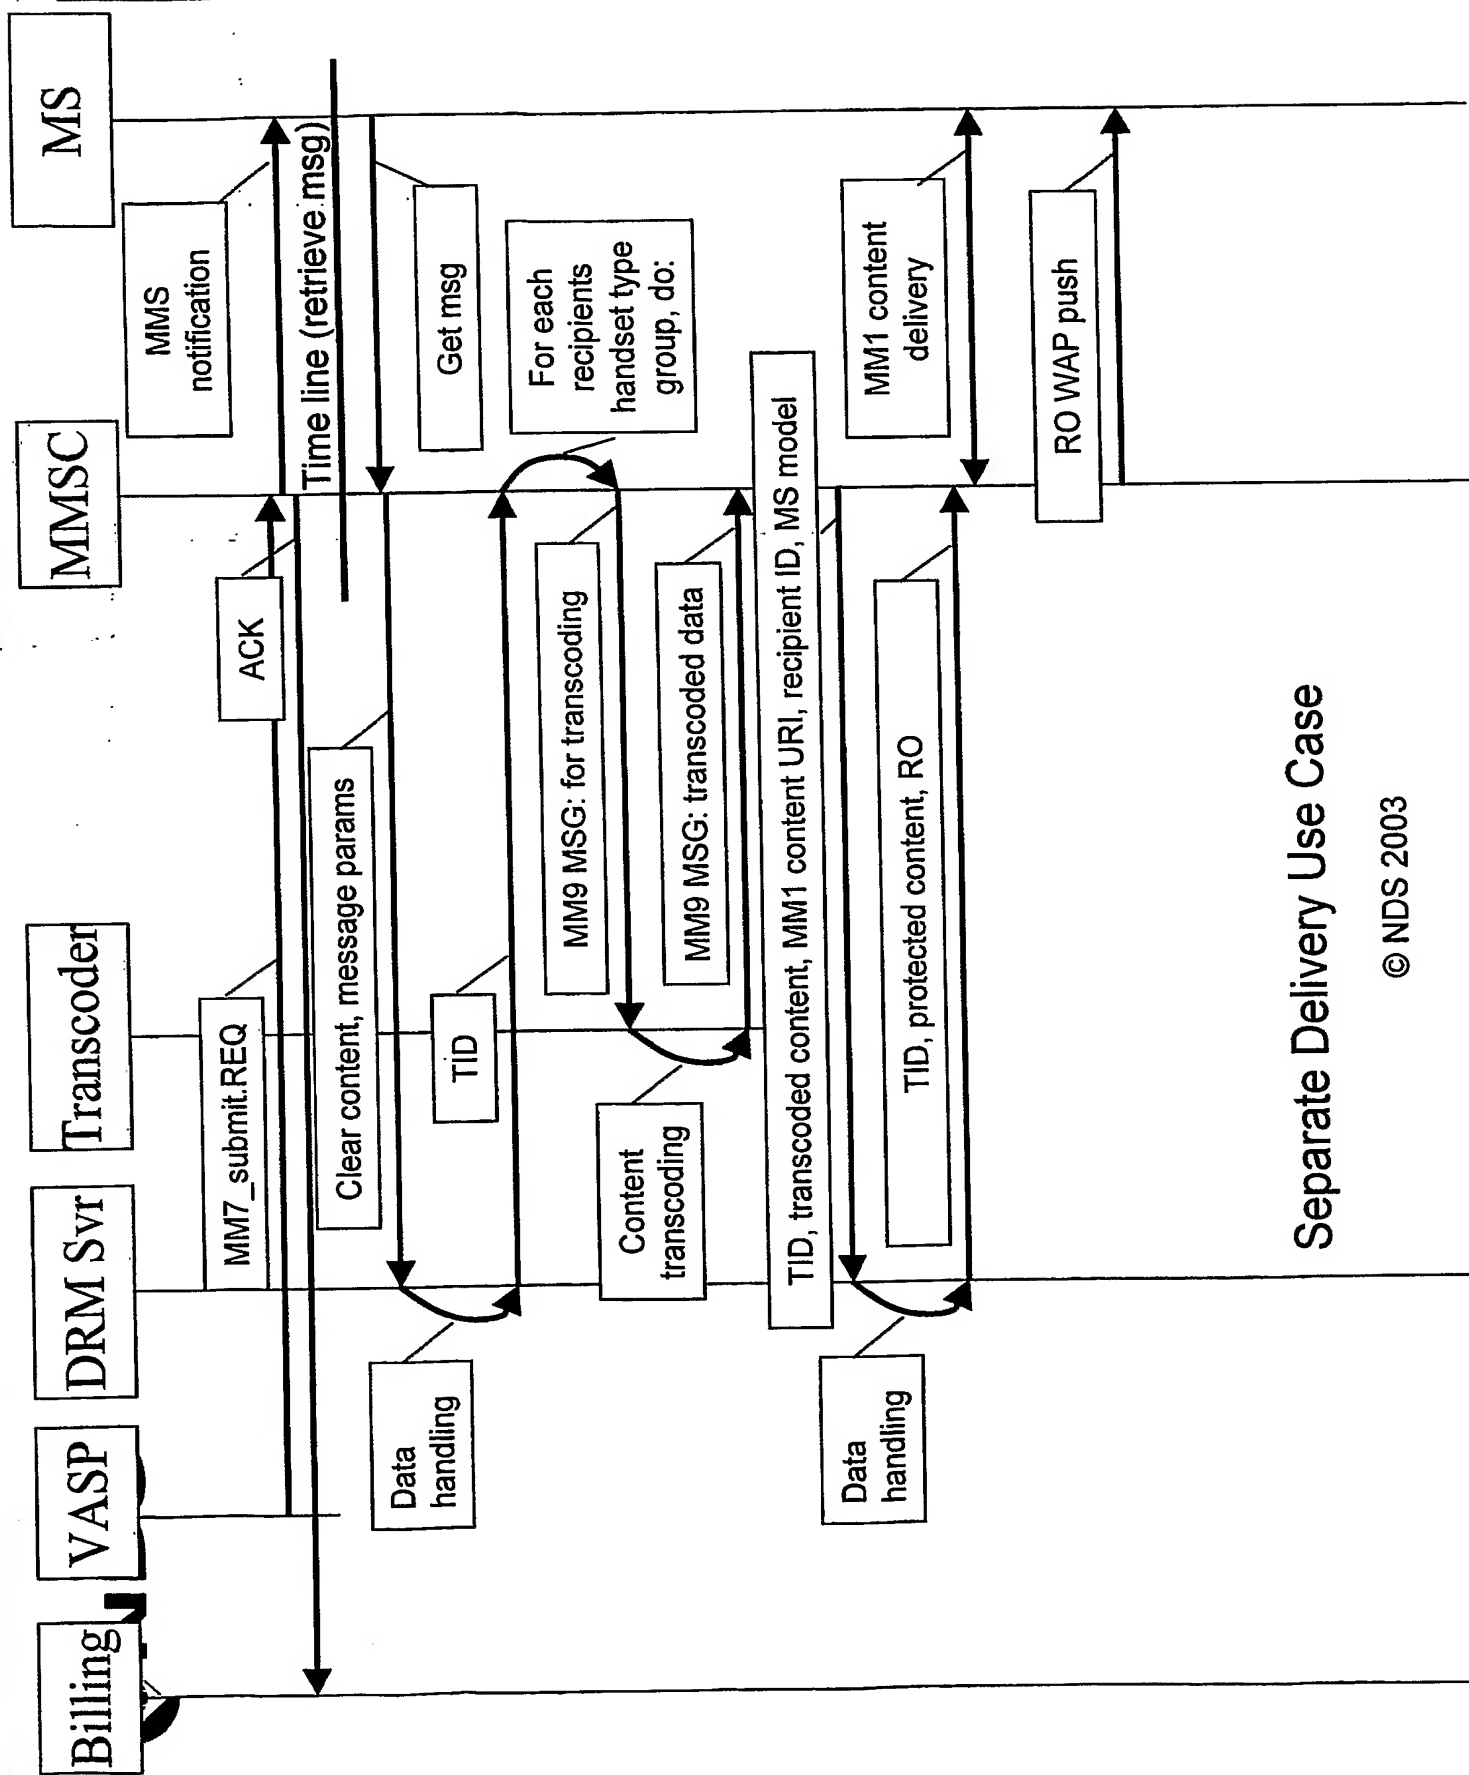 Billing
VASP
DRM Svr
Transcoder
MMSC
MS
MM7_submit.REQ
ACK
MMS
notification
Time line (retrieve msg)
Clear content, message params
Get msg
Data
handling
TID
For each
recipients
handset type
group, do:
MM9 MSG: for transcoding
Content
transcoding
MM9 MSG: transcoded data
TID, transcoded content, MM1 content URI, recipient ID, MS model
Data
handling
TID, protected content, RO
MM1 content
delivery
RO WAP push
Separate Delivery Use Case
© NDS 2003